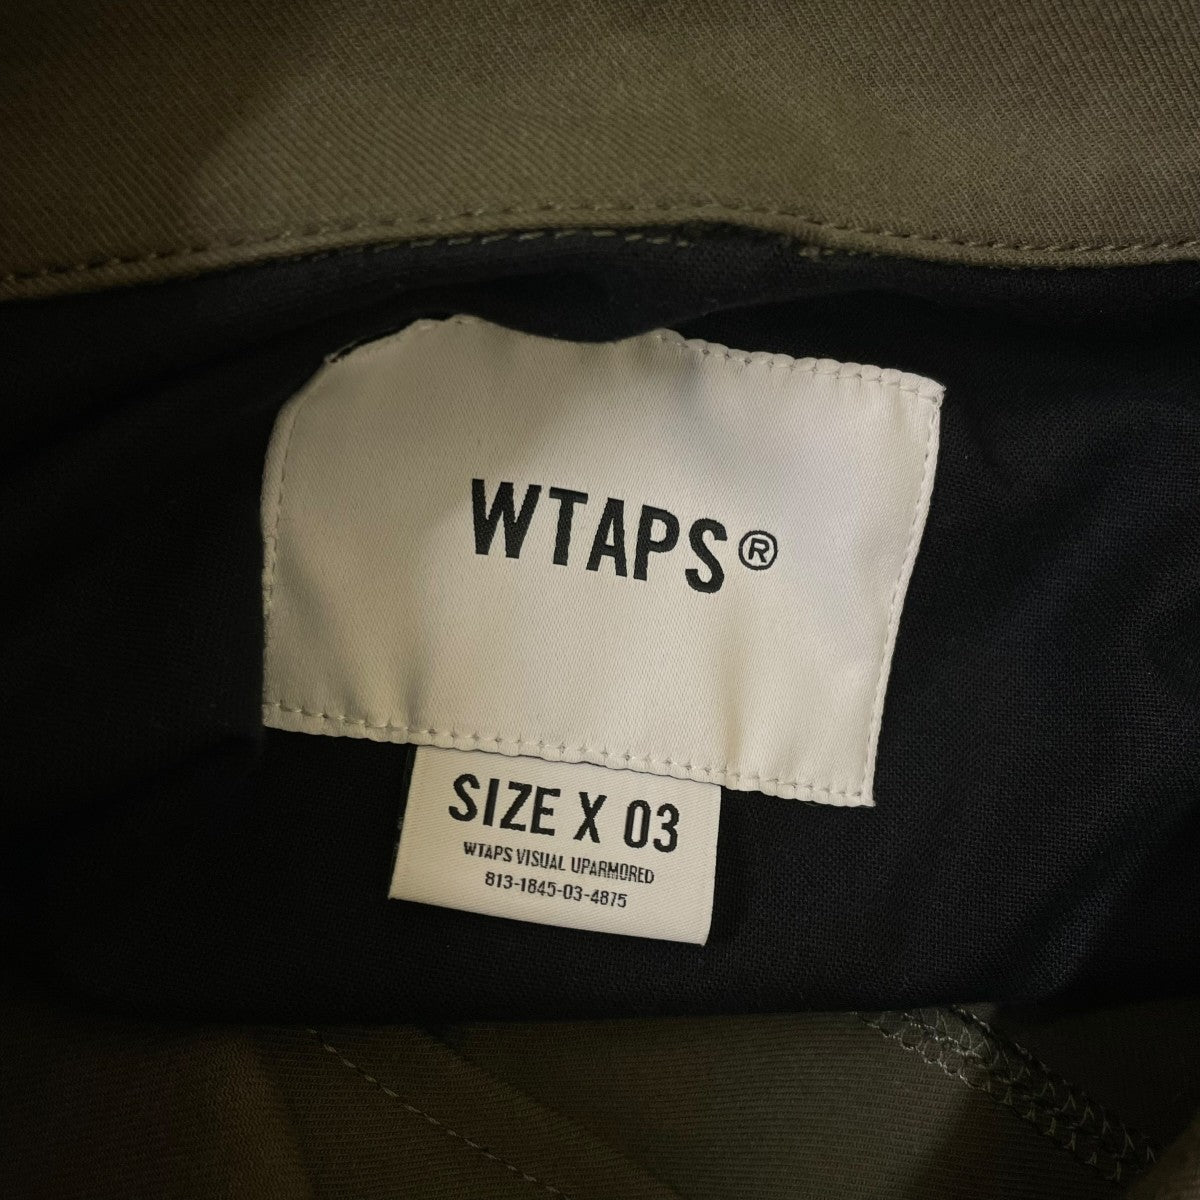 WTAPS®
SIZE X 03
WTAPS VISUAL UPARMORED
813-1845-03-4875